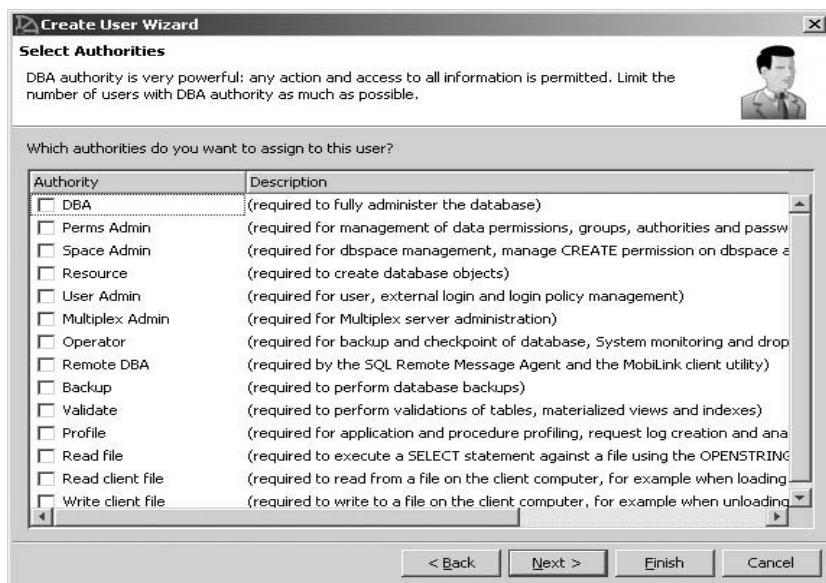 Create User Wizard
Select Authorities
DBA authority is very powerful: any action and access to all information is permitted. Limit the
number of users with DBA authority as much as possible.
Which authorities do you want to assign to this user?
Authority Description
DBA (required to fully administer the database)
Perms Admin (required for management of data permissions, groups, authorities and passw
Space Admin (required for dbspace management, manage CREATE permission on dbspace a
Resource (required to create database objects)
User Admin (required for user, external login and login policy management)
Multiplex Admin (required for Multiplex server administration)
Operator (required for backup and checkpoint of database, System monitoring and drop
Remote DBA (required by the SQL Remote Message Agent and the MobiLink client utility)
Backup (required to perform database backups)
Validate (required to perform validations of tables, materialized views and indexes)
Profile (required for application and procedure profiling, request log creation and ana
Read file (required to execute a SELECT statement against a file using the OPENSTRING
Read client file (required to read from a file on the client computer, for example when loading
Write client file (required to write to a file on the client computer, for example when unloading
< Back Next > Finish Cancel